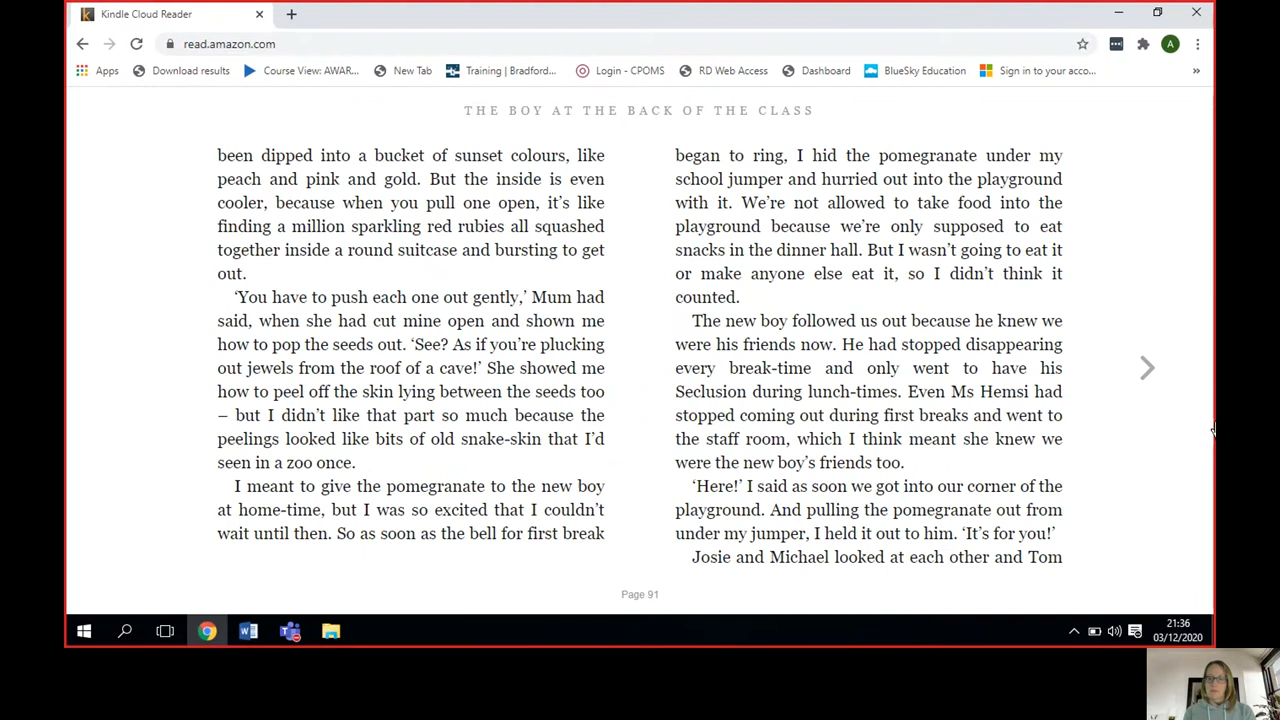 Kindle Cloud Reader
read.amazon.com
A
Apps
Download results
Course View: AWAR...
New Tab
Training | Bradford...
Login - CPOMS
RD Web Access
Dashboard
BlueSky Education
Sign in to your acco...
THE BOY AT THE BACK OF THE CLASS
been dipped into a bucket of sunset colours, like
peach and pink and gold. But the inside is even
cooler, because when you pull one open, it’s like
finding a million sparkling red rubies all squashed
together inside a round suitcase and bursting to get
out.
‘You have to push each one out gently,’ Mum had
said, when she had cut mine open and shown me
how to pop the seeds out. ‘See? As if you’re plucking
out jewels from the roof of a cave!’ She showed me
how to peel off the skin lying between the seeds too
– but I didn’t like that part so much because the
peelings looked like bits of old snake-skin that I’d
seen in a zoo once.
I meant to give the pomegranate to the new boy
at home-time, but I was so excited that I couldn’t
wait until then. So as soon as the bell for first break
began to ring, I hid the pomegranate under my
school jumper and hurried out into the playground
with it. We’re not allowed to take food into the
playground because we’re only supposed to eat
snacks in the dinner hall. But I wasn’t going to eat it
or make anyone else eat it, so I didn’t think it
counted.
The new boy followed us out because he knew we
were his friends now. He had stopped disappearing
every break-time and only went to have his
Seclusion during lunch-times. Even Ms Hemsi had
stopped coming out during first breaks and went to
the staff room, which I think meant she knew we
were the new boy’s friends too.
‘Here!’ I said as soon we got into our corner of the
playground. And pulling the pomegranate out from
under my jumper, I held it out to him. ‘It’s for you!’
Josie and Michael looked at each other and Tom
Page 91
21:36
03/12/2020